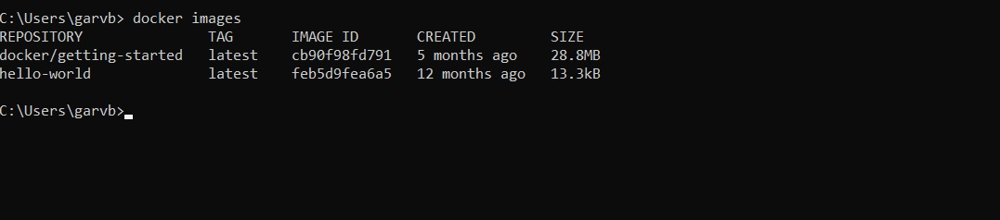 C:\Users\garvb> docker images
REPOSITORY TAG IMAGE ID CREATED SIZE
docker/getting-started latest cb90f98fd791 5 months ago 28.8MB
hello-world latest feb5d9fea6a5 12 months ago 13.3kB
C:\Users\garvb>